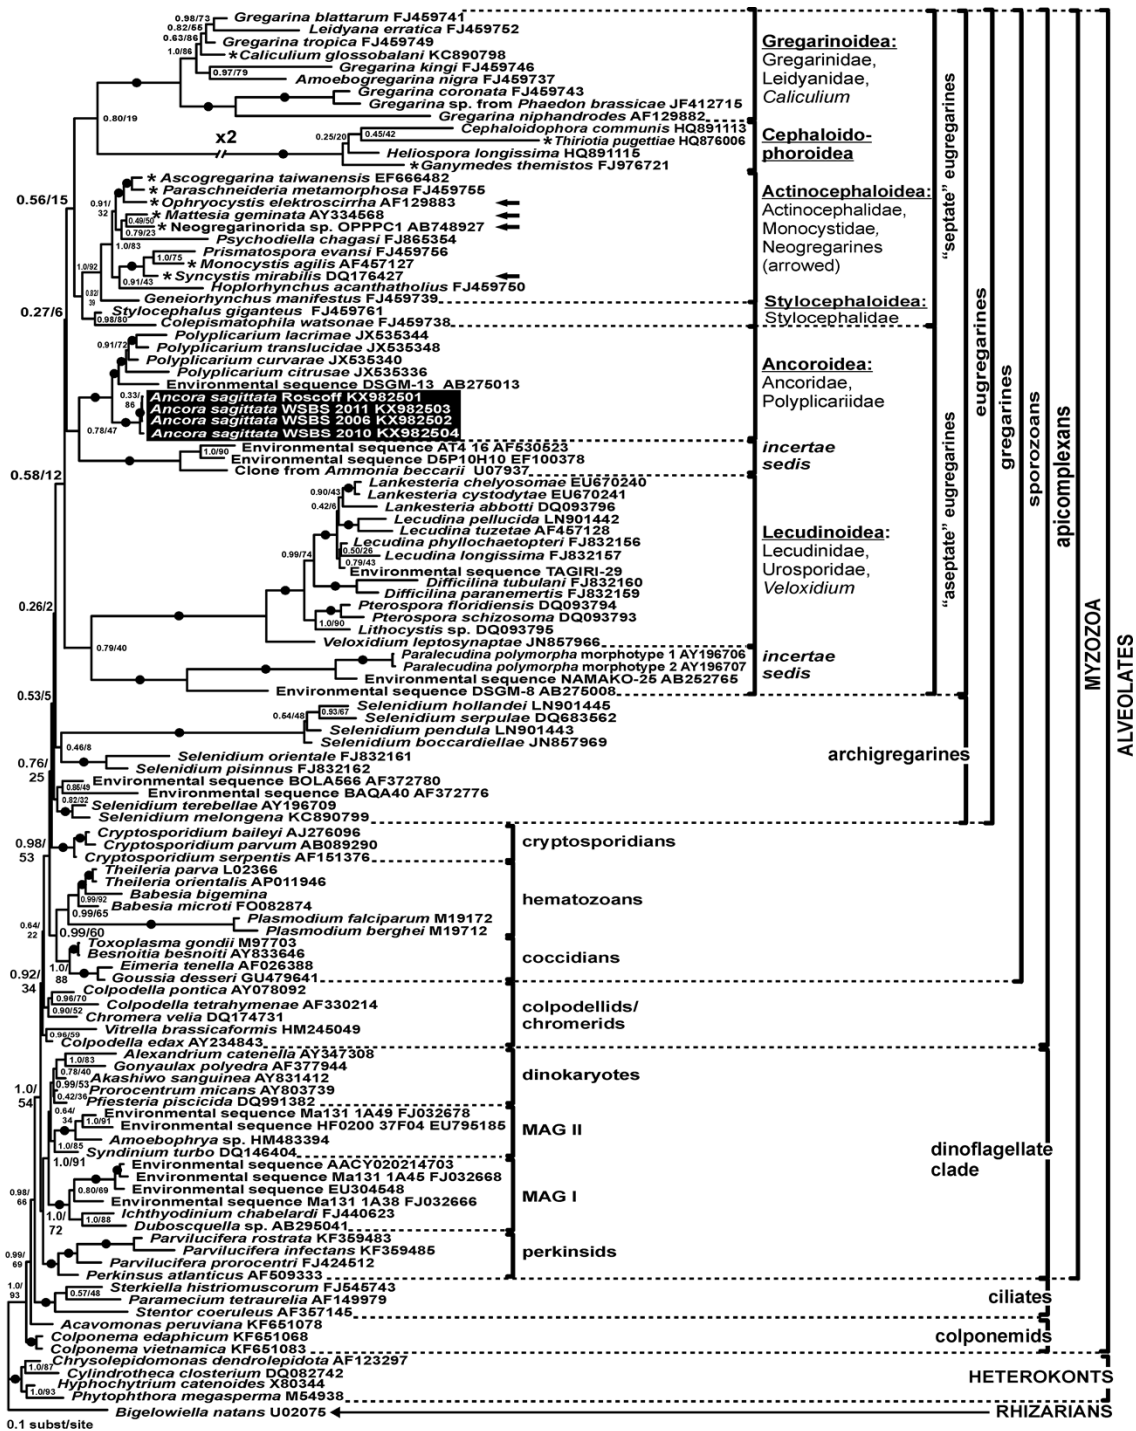 Gregarina blattarum FJ459741
Leidyana erratica FJ459752
Gregarina tropica FJ459749
* Caliculium glossobalani KC890798
Gregarina kingi FJ459746
Amoebogregarina nigra FJ459737
Gregarina coronata FJ459743
Gregarina sp. from Phaedon brassicae JF412715
Gregarina niphandrodes AF129882
Cephaloidophora communis HQ891113
* Thiriotia pugettiae HQ876006
Heliospora longissima HQ891115
* Ganymedes themistos FJ976721
* Ascogregarina taiwanensis EF666482
* Paraschneideria metamorphosa FJ459755
* Ophryocystis elektroscirrha AF129883
* Mattesia geminata AY334568
* Neogregarinorida sp. OPPPC1 AB748927
Psychodiella chagasi FJ865354
Prismatospora evansi FJ459756
* Monocystis agilis AF457127
* Syncystis mirabilis DQ176427
Hoplorhynchus acanthatholius FJ459750
Geneiorhynchus manifestus FJ459739
Stylocephalus giganteus FJ459761
Colepismatophila watsonae FJ459738
Polyplicarium lacrimae JX535344
Polyplicarium translucidae JX535348
Polyplicarium curvarae JX535340
Polyplicarium citrusae JX535336
Environmental sequence DSGM-13 AB275013
Ancora sagittata Roscoff KX982501
Ancora sagittata WSBS 2011 KX982503
Ancora sagittata WSBS 2006 KX982502
Ancora sagittata WSBS 2010 KX982504
Environmental sequence AT4 16 AF530523
Environmental sequence D5P10H10 EF100378
Clone from Ammonia beccarii U07937
Lankesteria chelyosomae EU670240
Lankesteria cystodytae EU670241
Lankesteria abbotti DQ093796
Lecudina pellucida LN901442
Lecudina tuzetae AF457128
Lecudina phyllochaetopteri FJ832156
Lecudina longissima FJ832157
Environmental sequence TAGIRI-29
Difficilina tubulani FJ832160
Difficilina paranemertis FJ832159
Pterospora floridiensis DQ093794
Pterospora schizosoma DQ093793
Lithocystis sp. DQ093795
Veloxidium leptosynaptae JN857966
Paralecudina polymorpha morphotype 1 AY196706
Paralecudina polymorpha morphotype 2 AY196707
Environmental sequence NAMAKO-25 AB252765
Environmental sequence DSGM-8 AB275008
Selenidium hollandei LN901445
Selenidium serpulae DQ683562
Selenidium pendula LN901443
Selenidium boccardiellae JN857969
Selenidium orientale FJ832161
Selenidium pisinnus FJ832162
Environmental sequence BOLA566 AF372780
Environmental sequence BAQA40 AF372776
Selenidium terebellae AY196709
Selenidium melongena KC890799
Cryptosporidium baileyi AJ276096
Cryptosporidium parvum AB089290
Cryptosporidium serpentis AF151376
Theileria parva L02366
Theileria orientalis AP011946
Babesia bigemina
Babesia microti FO082874
Plasmodium falciparum M19172
Plasmodium berghei M19712
Toxoplasma gondii M97703
Besnoitia besnoiti AY833646
Eimeria tenella AF026388
Goussia desseri GU479641
Colpodella pontica AY078092
Colpodella tetrahymenae AF330214
Chromera velia DQ174731
Vitrella brassicaformis HM245049
Colpodella edax AY234843
Alexandrium catenella AY347308
Gonyaulax polyedra AF377944
Akashiwo sanguinea AY831412
Prorocentrum micans AY803739
Pfiesteria piscicida DQ991382
Environmental sequence Ma131 1A49 FJ032678
Environmental sequence HF0200 37F04 EU795185
Amoebophrya sp. HM483394
Syndinium turbo DQ146404
Environmental sequence AACY020214703
Environmental sequence Ma131 1A45 FJ032668
Environmental sequence EU304548
Environmental sequence Ma131 1A38 FJ032666
Ichthyodinium chabelardi FJ440623
Duboscquella sp. AB295041
Parvilucifera rostrata KF359483
Parvilucifera infectans KF359485
Parvilucifera prorocentri FJ424512
Perkinsus atlanticus AF509333
Sterkiella histriomuscorum FJ545743
Paramecium tetraurelia AF149979
Stentor coeruleus AF357145
Acavomonas peruviana KF651078
Colponema edaphicum KF651068
Colponema vietnamica KF651083
Chrysolepidomonas dendrolepidota AF123297
Cylindrotheca closterium DQ082742
Hyphochytrium catenoides X80344
Phytophthora megasperma M54938
Bigelowiella natans U02075
0.1 subst/site
0.98/73
0.82/55
0.63/86
1.0/86
0.97/79
0.80/19
x2
0.25/20
0.45/42
0.56/15
0.91/
32
0.49/50
0.79/23
1.0/83
1.0/75
1.0/92
0.91/43
0.82/
39
0.98/80
0.27/6
0.91/72
0.33/
86
0.78/47
1.0/90
0.58/12
0.90/43
0.42/6
0.99/74
0.50/26
0.79/43
1.0/90
0.26/2
0.79/40
0.53/5
0.54/48
0.93/67
0.46/8
0.76/
25
0.86/49
0.82/32
0.98/
53
0.99/92
0.99/65
0.64/
22
0.99/60
1.0/
88
0.92/
34
0.96/70
0.90/52
0.96/59
1.0/83
0.78/40
0.99/53
0.42/36
1.0/
54
0.64/
34
1.0/91
1.0/85
1.0/91
0.80/69
0.98/
66
1.0/
72
1.0/88
0.99/
69
1.0/
93
0.57/48
1.0/87
1.0/93
Gregarinoidea:
Gregarinidae,
Leidyanidae,
Caliculium
Cephaloido-
phoroidea
Actinocephaloidea:
Actinocephalidae,
Monocystidae,
Neogregarines
(arrowed)
Stylocephaloidea:
Stylocephalidae
Ancoroidea:
Ancoridae,
Polyplicariidae
incertae
sedis
Lecudinoidea:
Lecudinidae,
Urosporidae,
Veloxidium
incertae
sedis
archigregarines
cryptosporidians
hematozoans
coccidians
colpodellids/
chromerids
dinokaryotes
MAG II
MAG I
perkinsids
dinoflagellate
clade
ciliates
colponemids
HETEROKONTS
RHIZARIANS
"septate" eugregarines
"aseptate" eugregarines
eugregarines
gregarines
sporozoans
apicomplexans
MYZOZOA
ALVEOLATES